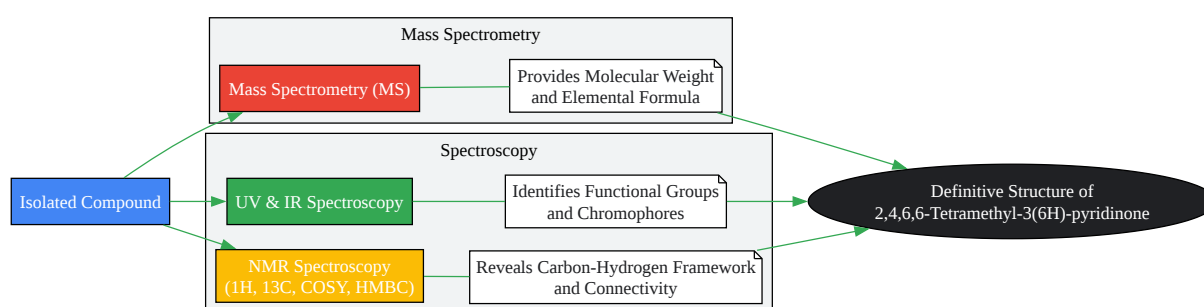 Mass Spectrometry
Mass Spectrometry (MS)
Provides Molecular Weight
and Elemental Formula
Spectroscopy
Isolated Compound
UV & IR Spectroscopy
Identifies Functional Groups
and Chromophores
Definitive Structure of
2,4,6,6-Tetramethyl-3(6H)-pyridinone
NMR Spectroscopy
(1H, 13C, COSY, HMBC)
Reveals Carbon-Hydrogen Framework
and Connectivity